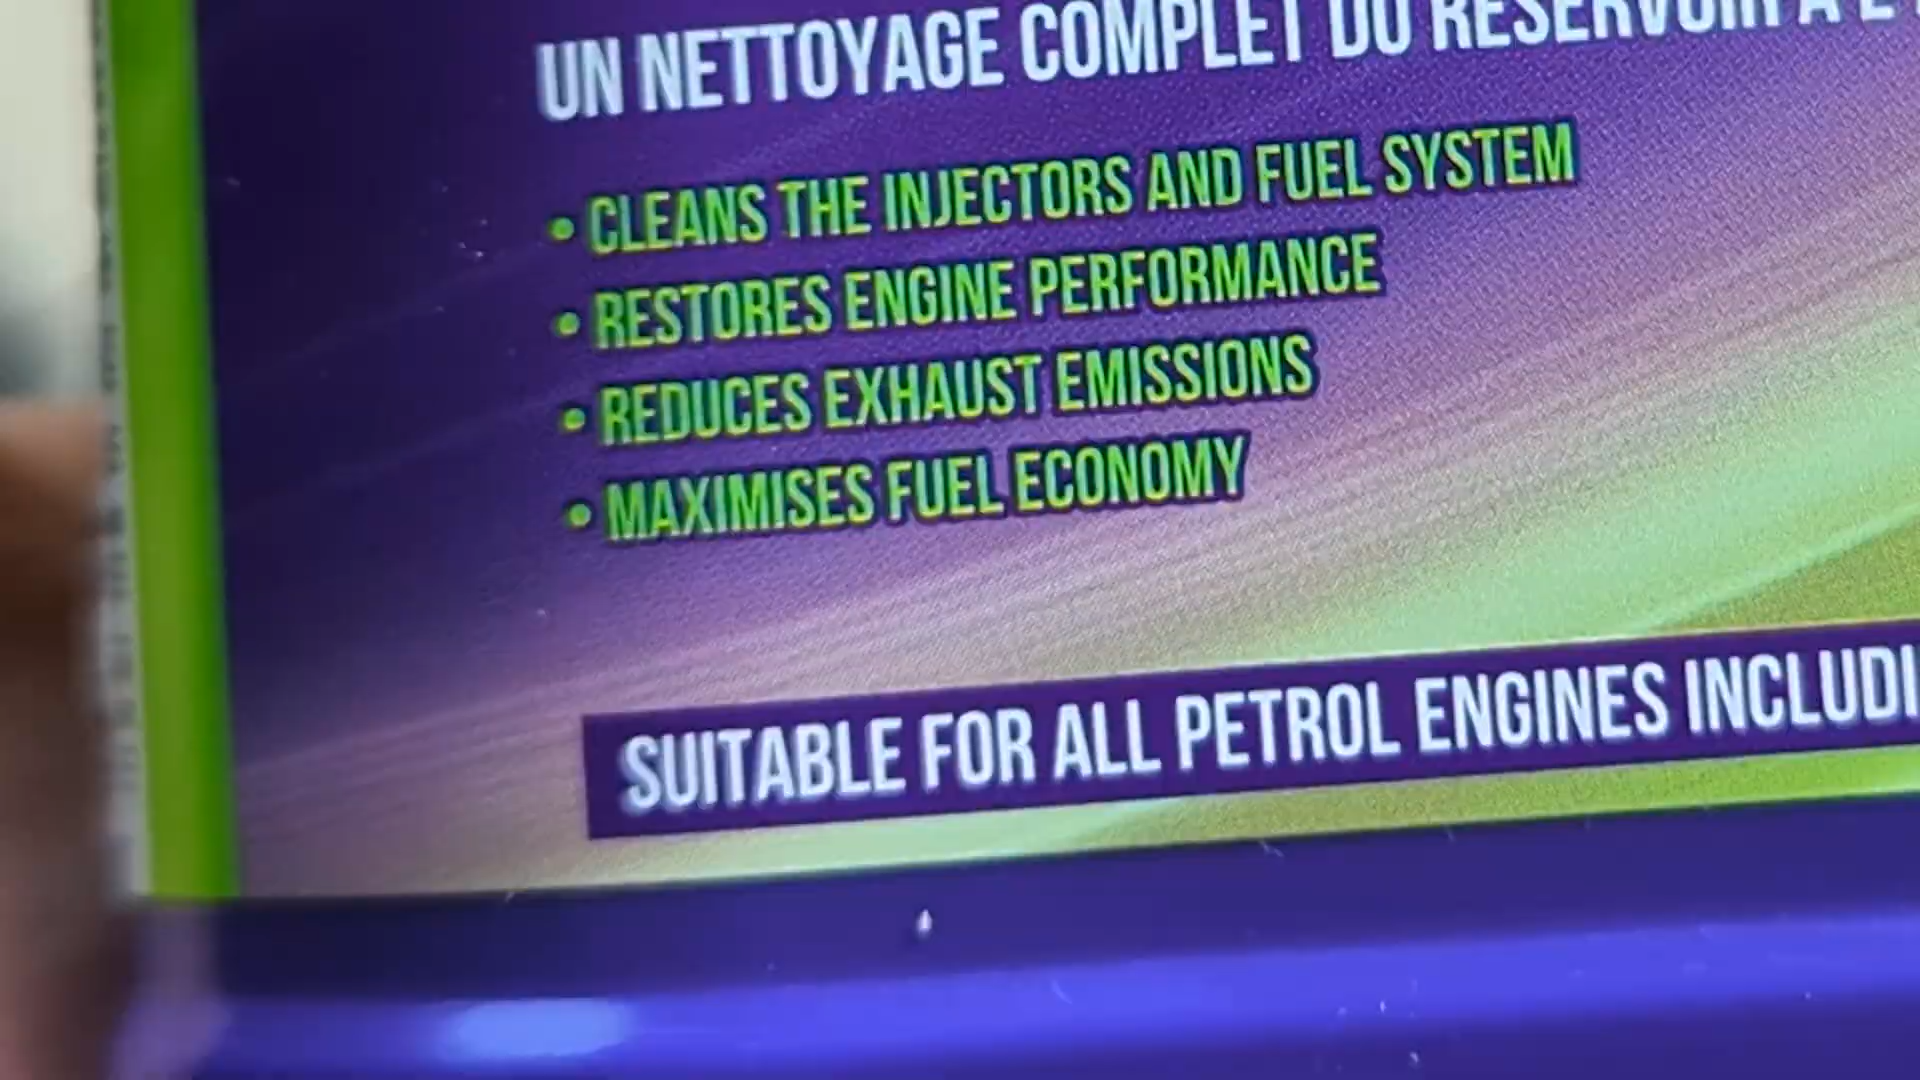 UN NETTOYAGE COMPLET DU RÉSERVOIR À
• CLEANS THE INJECTORS AND FUEL SYSTEM
• RESTORES ENGINE PERFORMANCE
• REDUCES EXHAUST EMISSIONS
• MAXIMISES FUEL ECONOMY
SUITABLE FOR ALL PETROL ENGINES